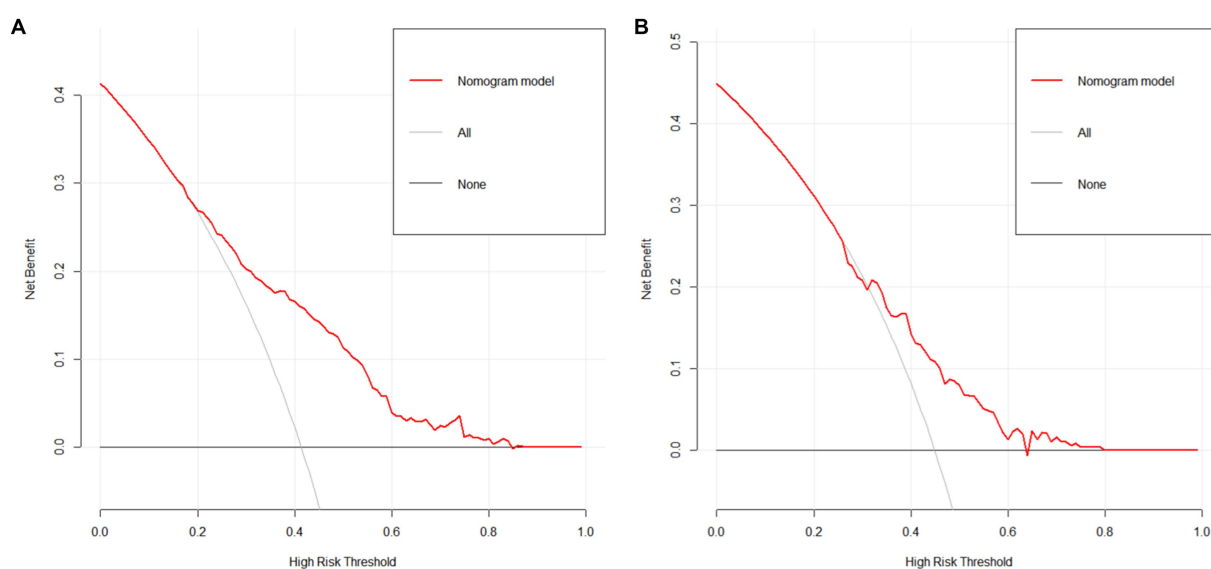 A
Nomogram model
All
None
Net Benefit
0.4
0.3
0.2
0.1
0.0
0.0 0.2 0.4 0.6 0.8 1.0
High Risk Threshold
B
Nomogram model
All
None
Net Benefit
0.5
0.4
0.3
0.2
0.1
0.0
0.0 0.2 0.4 0.6 0.8 1.0
High Risk Threshold